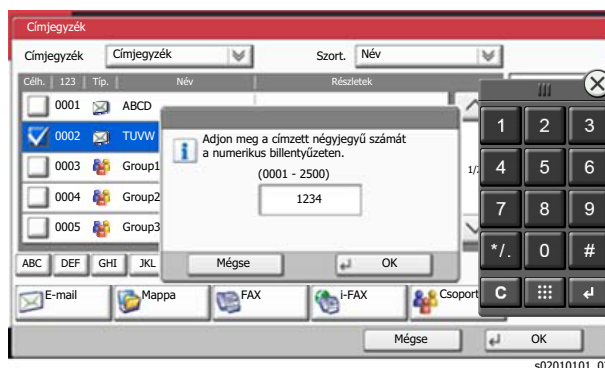 Címjegyzék
Címjegyzék Címjegyzék Szort. Név
Célh. 123 Típ. Név Részletek
0001 ABCD
0002 TUVW
0003 Group1
0004 Group2
0005 Group3
Adjon meg a címzett négyjegyű számát
a numerikus billentyűzeten.
(0001 - 2500)
1234
Mégse OK
1 2 3
4 5 6
7 8 9
*/. 0 #
C
ABC DEF GHI JKL
E-mail Mappa FAX i-FAX Csoport
Mégse OK